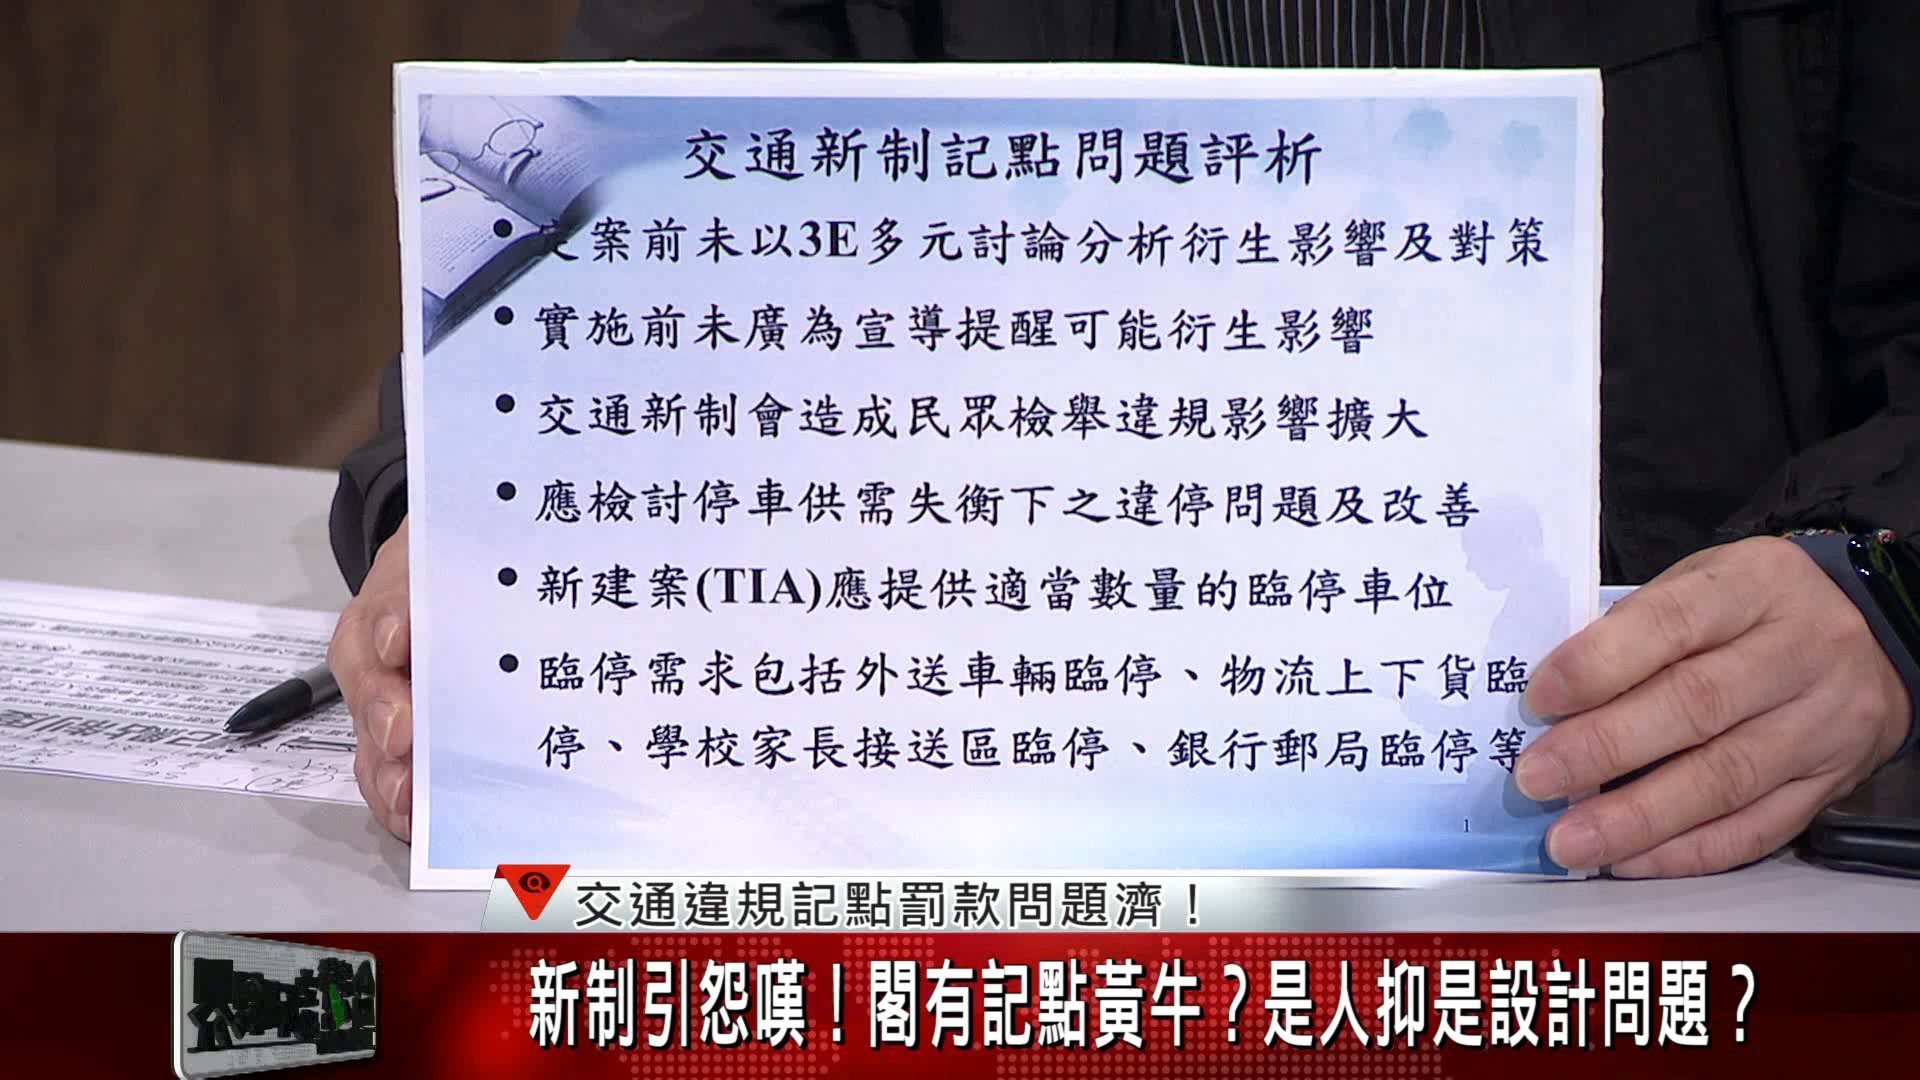 交通新制記點問題評析
• 定案前未以3E多元討論分析衍生影響及對策
• 實施前未廣為宣導提醒可能衍生影響
• 交通新制會造成民眾檢舉違規影響擴大
• 應檢討停車供需失衡下之違停問題及改善
• 新建案(TIA)應提供適當數量的臨停車位
• 臨停需求包括外送車輛臨停、物流上下貨臨
停、學校家長接送區臨停、銀行郵局臨停等
1
交通違規記點罰款問題濟！
新制引怨嘆！閣有記點黃牛？是人抑是設計問題？